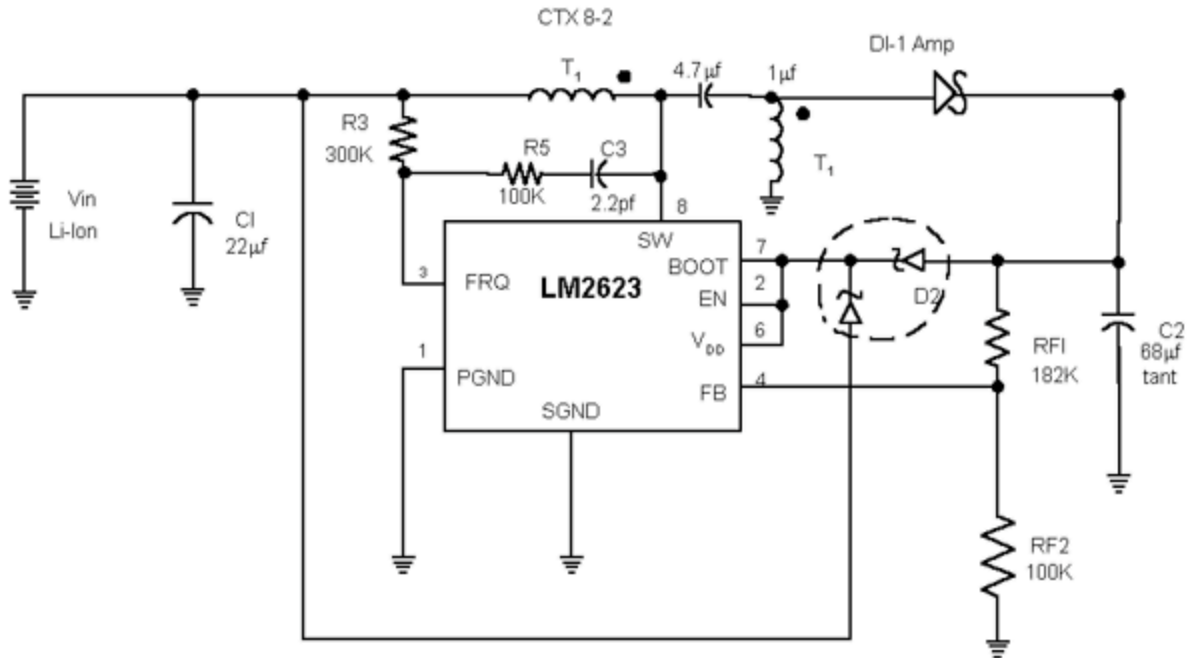 CTX 8-2
DI-1 Amp
T1
4.7µf
1µf
R3
300K
R5
100K
C3
2.2pf
T1
Vin
Li-Ion
CI
22µf
8
SW
7
BOOT
3
FRQ
LM2623
2
EN
D2
6
VDD
1
PGND
4
FB
SGND
RFI
182K
C2
68µf
tant
RF2
100K